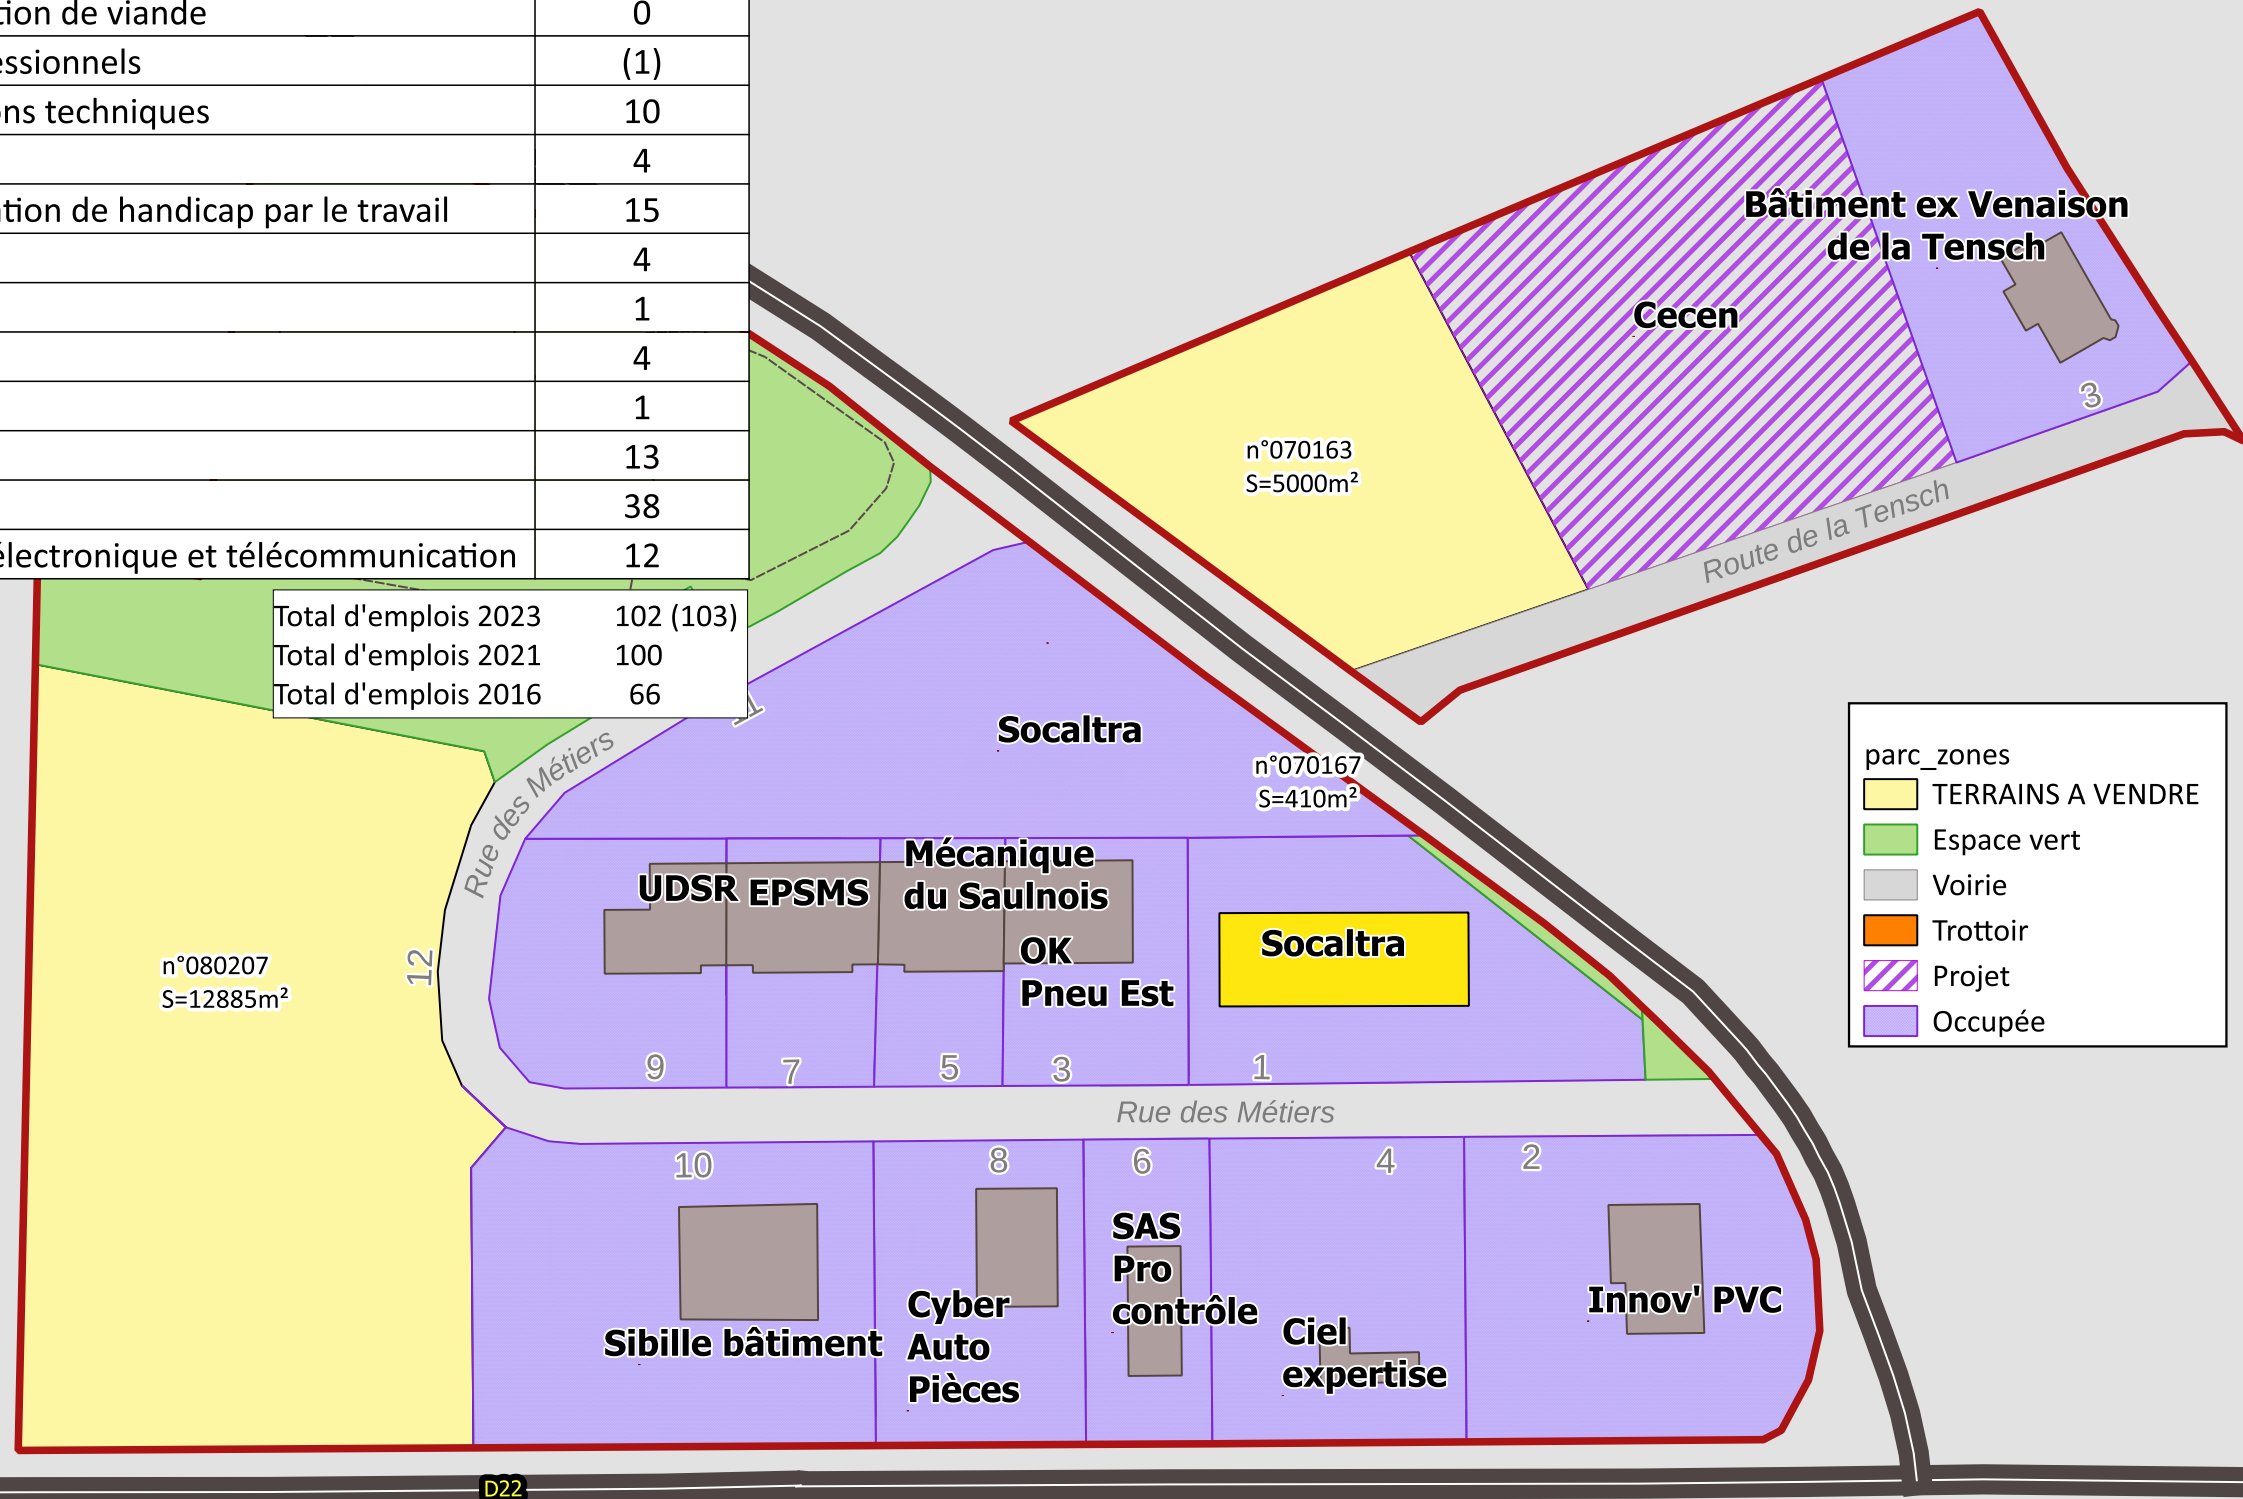 tion de viande 0
essionnels (1)
ons techniques 10
4
ation de handicap par le travail 15
4
1
4
1
13
38
électronique et télécommunication 12
Total d'emplois 2023 102 (103)
Total d'emplois 2021 100
Total d'emplois 2016 66
Bâtiment ex Venaison
de la Tensch
Cecen
3
n°070163
S=5000m²
Route de la Tensch
11
Socaltra
n°070167
S=410m²
Rue des Métiers
parc_zones
TERRAINS A VENDRE
Espace vert
Voirie
Trottoir
Projet
Occupée
UDSR
EPSMS
Mécanique
du Saulnois
OK
Pneu Est
Socaltra
n°080207
S=12885m²
12
9
7
5
3
1
Rue des Métiers
10
8
6
4
2
Sibille bâtiment
Cyber
Auto
Pièces
SAS
Pro
contrôle
Ciel
expertise
Innov' PVC
D22